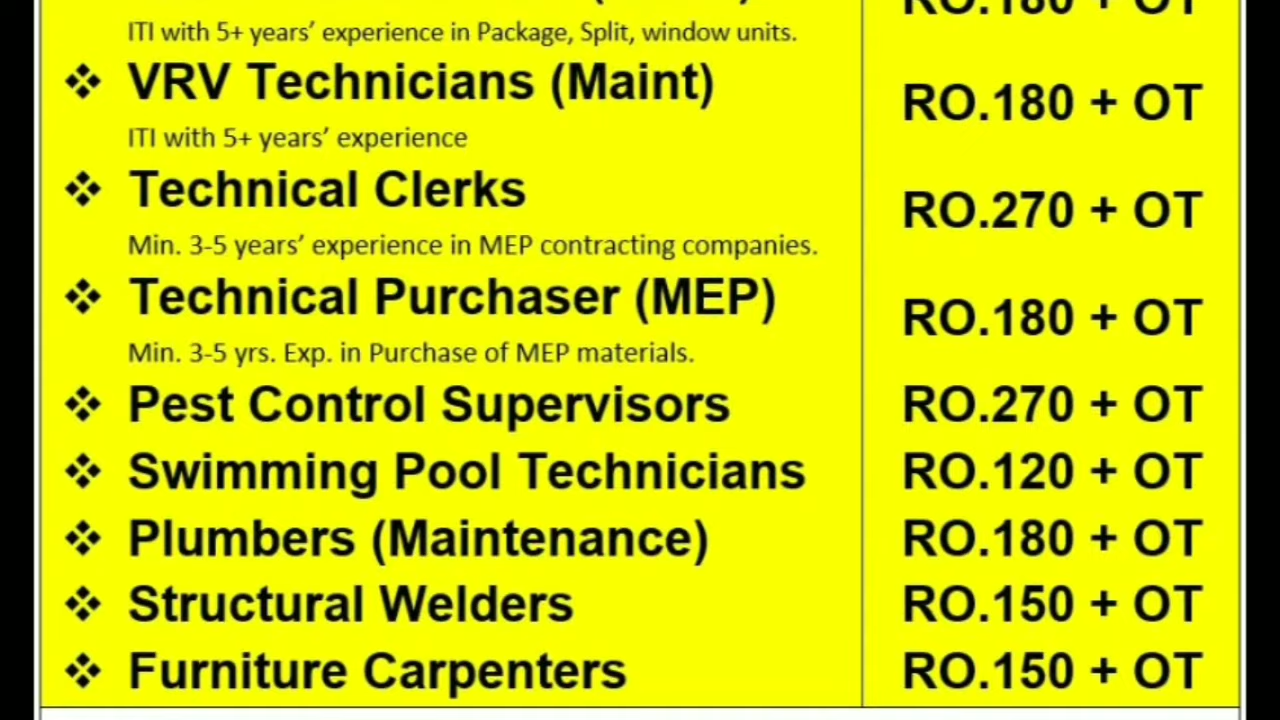 RO.180 + OT
ITI with 5+ years’ experience in Package, Split, window units.
❖ VRV Technicians (Maint)
RO.180 + OT
ITI with 5+ years’ experience
❖ Technical Clerks
RO.270 + OT
Min. 3-5 years’ experience in MEP contracting companies.
❖ Technical Purchaser (MEP)
RO.180 + OT
Min. 3-5 yrs. Exp. in Purchase of MEP materials.
❖ Pest Control Supervisors RO.270 + OT
❖ Swimming Pool Technicians RO.120 + OT
❖ Plumbers (Maintenance) RO.180 + OT
❖ Structural Welders RO.150 + OT
❖ Furniture Carpenters RO.150 + OT